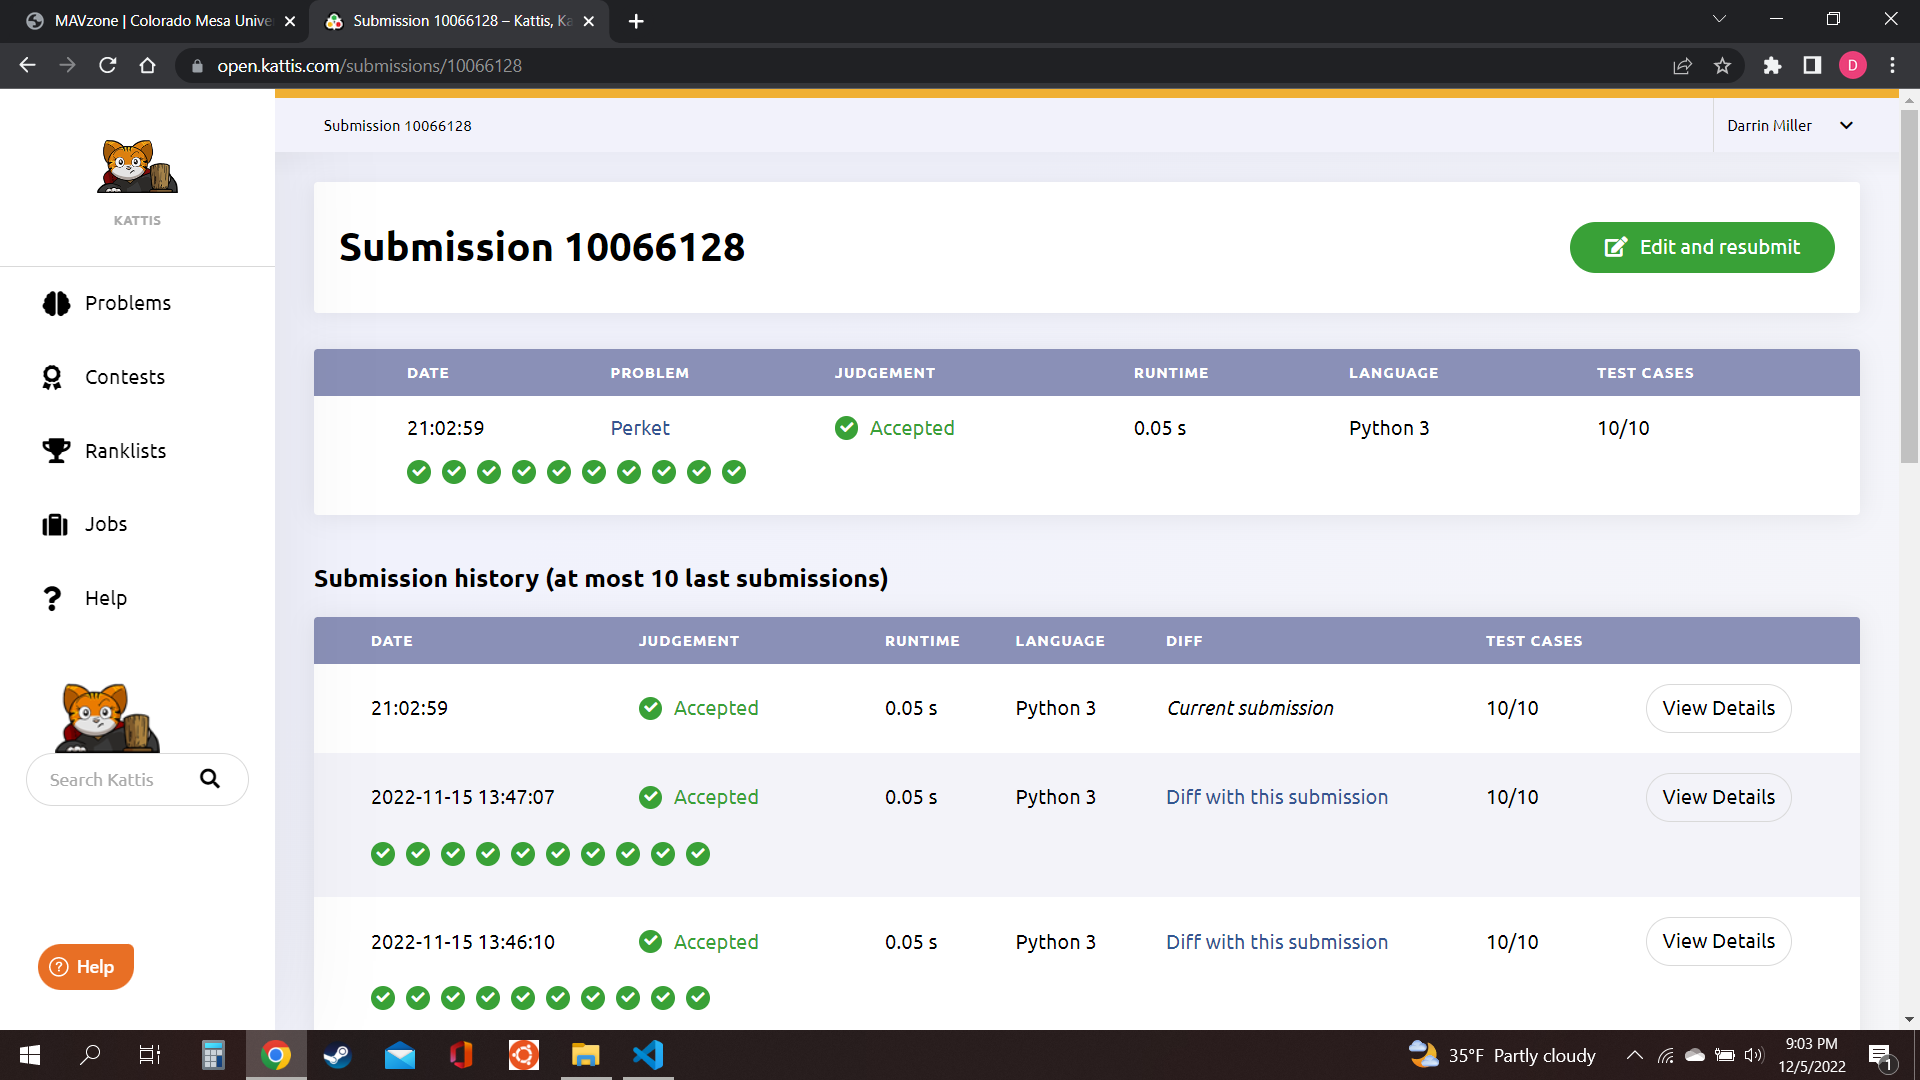 MAVzone | Colorado Mesa Unive
Submission 10066128 – Kattis, Ka
open.kattis.com/submissions/10066128
D
Submission 10066128
Darrin Miller
KATTIS
Submission 10066128
Edit and resubmit
Problems
Contests
Ranklists
Jobs
Help
Search Kattis
Help
DATE PROBLEM JUDGEMENT RUNTIME LANGUAGE TEST CASES
21:02:59 Perket Accepted 0.05 s Python 3 10/10
Submission history (at most 10 last submissions)
DATE JUDGEMENT RUNTIME LANGUAGE DIFF TEST CASES
21:02:59 Accepted 0.05 s Python 3 Current submission 10/10 View Details
2022-11-15 13:47:07 Accepted 0.05 s Python 3 Diff with this submission 10/10 View Details
2022-11-15 13:46:10 Accepted 0.05 s Python 3 Diff with this submission 10/10 View Details
35°F Partly cloudy
9:03 PM
12/5/2022
1